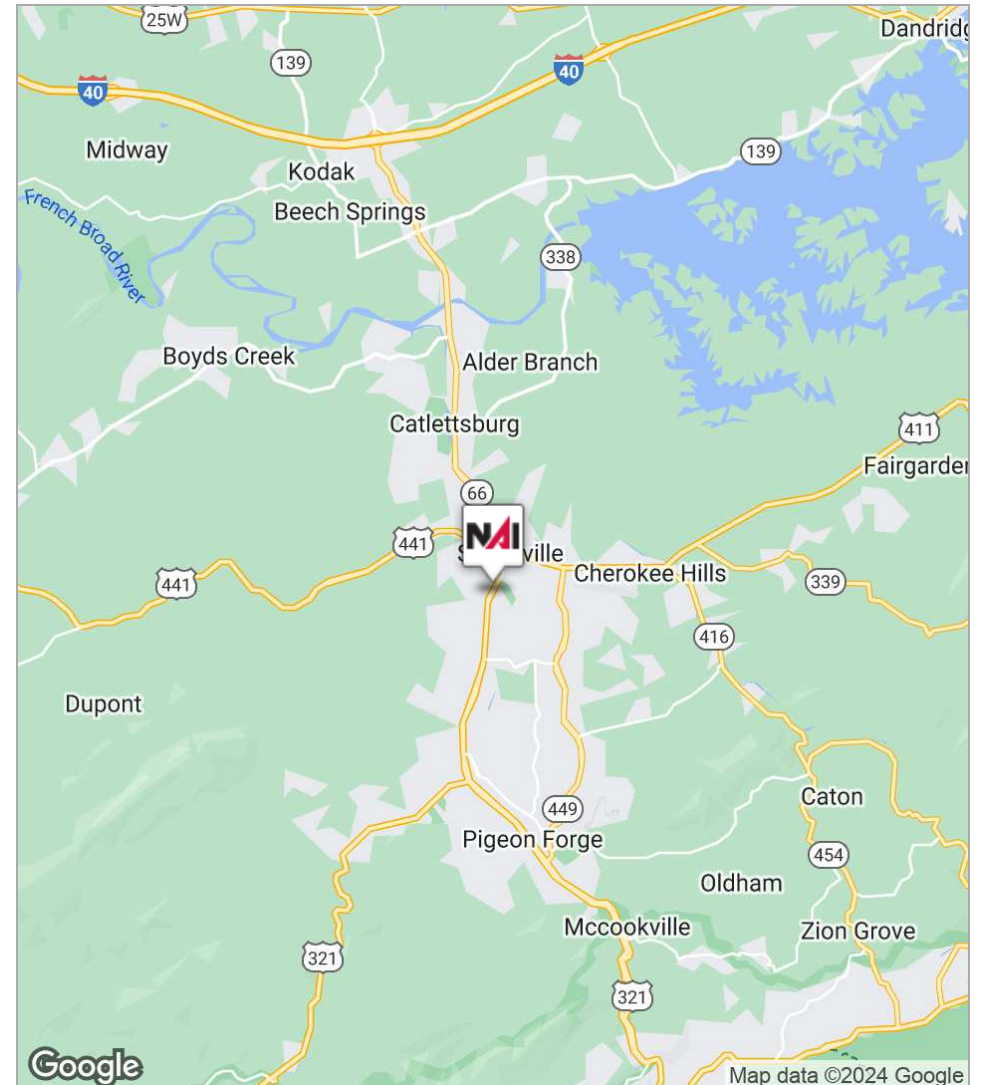 25W
Dandridg
139
40
40
Midway
139
Kodak
French Broad River
Beech Springs
338
Boyds Creek
Alder Branch
Catlettsburg
411
Fairgarden
66
NAI
441
S ville
441
Cherokee Hills
339
416
Dupont
Caton
449
Pigeon Forge
454
Oldham
Mccookville
Zion Grove
321
321
Google
Map data ©2024 Google